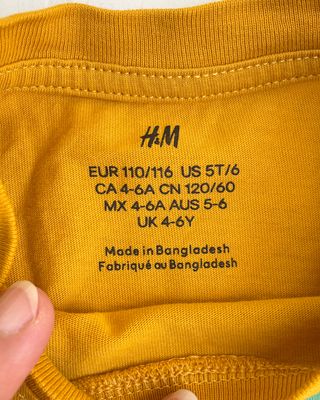 H&M
EUR 110/116 US 5T/6
CA 4-6A CN 120/60
MX 4-6A AUS 5-6
UK 4-6Y
Made in Bangladesh
Fabriqué au Bangladesh